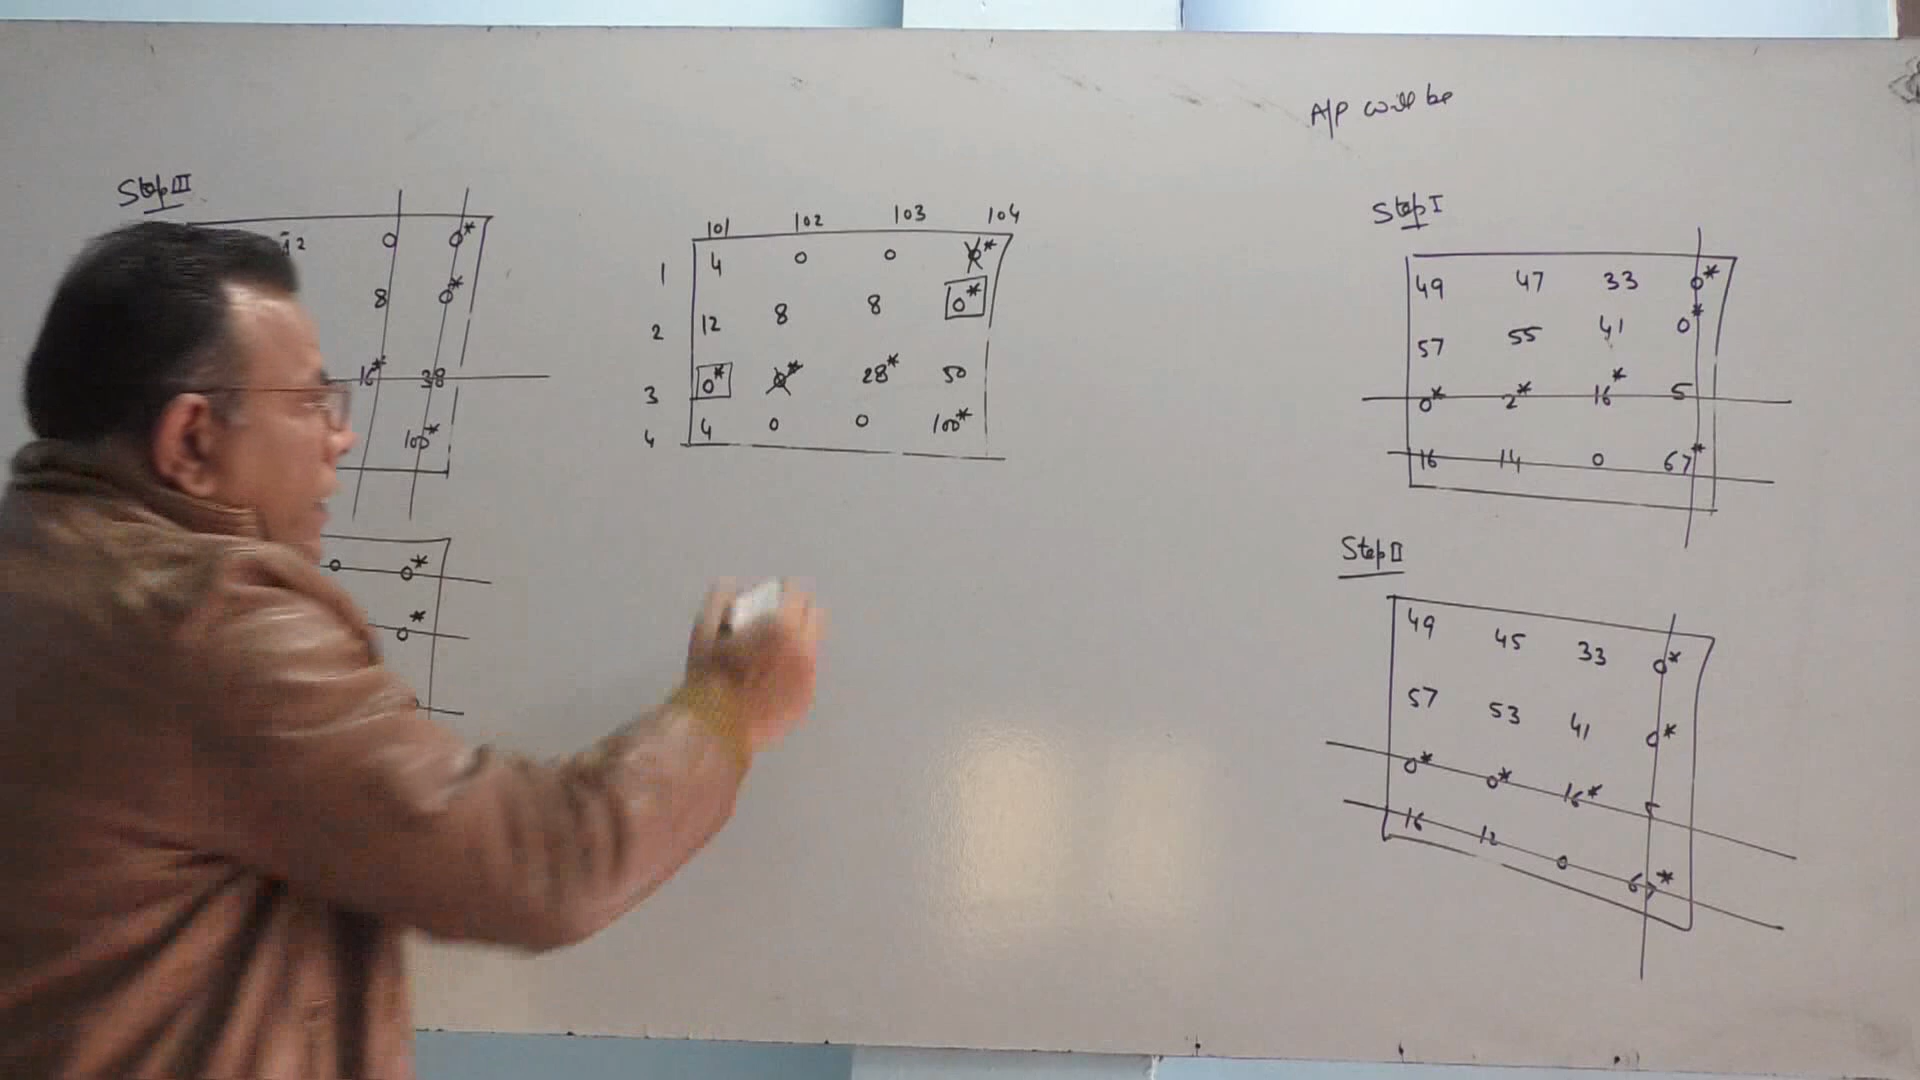 A/P will be
Step III
12 0 0*
8 0*
16* 38
100*
0 0*
0*
101 102 103 104
1 4 0 0 0*
2 12 8 8 0*
3 0* 0* 28* 50
4 4 0 0 100*
Step I
49 47 33 0*
57 55 41 0*
0* 2* 16* 5
16 14 0 67*
Step II
49 45 33 0*
57 53 41 0*
0* 0* 16* 5
16 12 0 67*